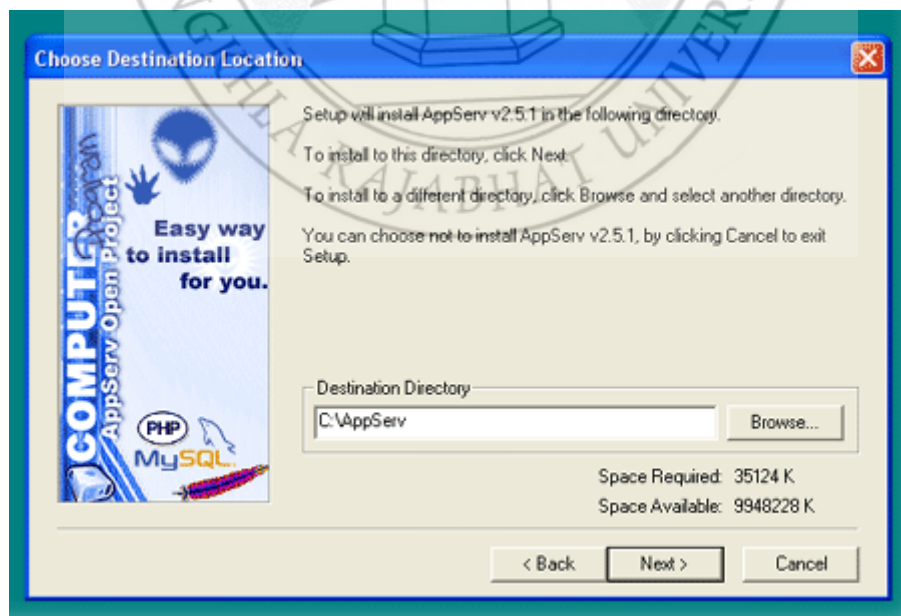 Choose Destination Location
Setup will install AppServ v2.5.1 in the following directory.
To install to this directory, click Next.
To install to a different directory, click Browse and select another directory.
You can choose not to install AppServ v2.5.1, by clicking Cancel to exit
Setup.
COMPUTER
Program
AppServ Open Project
Easy way
to install
for you.
PHP
MySQL
Destination Directory
C:\AppServ
Browse...
Space Required: 35124 K
Space Available: 9948228 K
< Back
Next >
Cancel
RAJABHAT